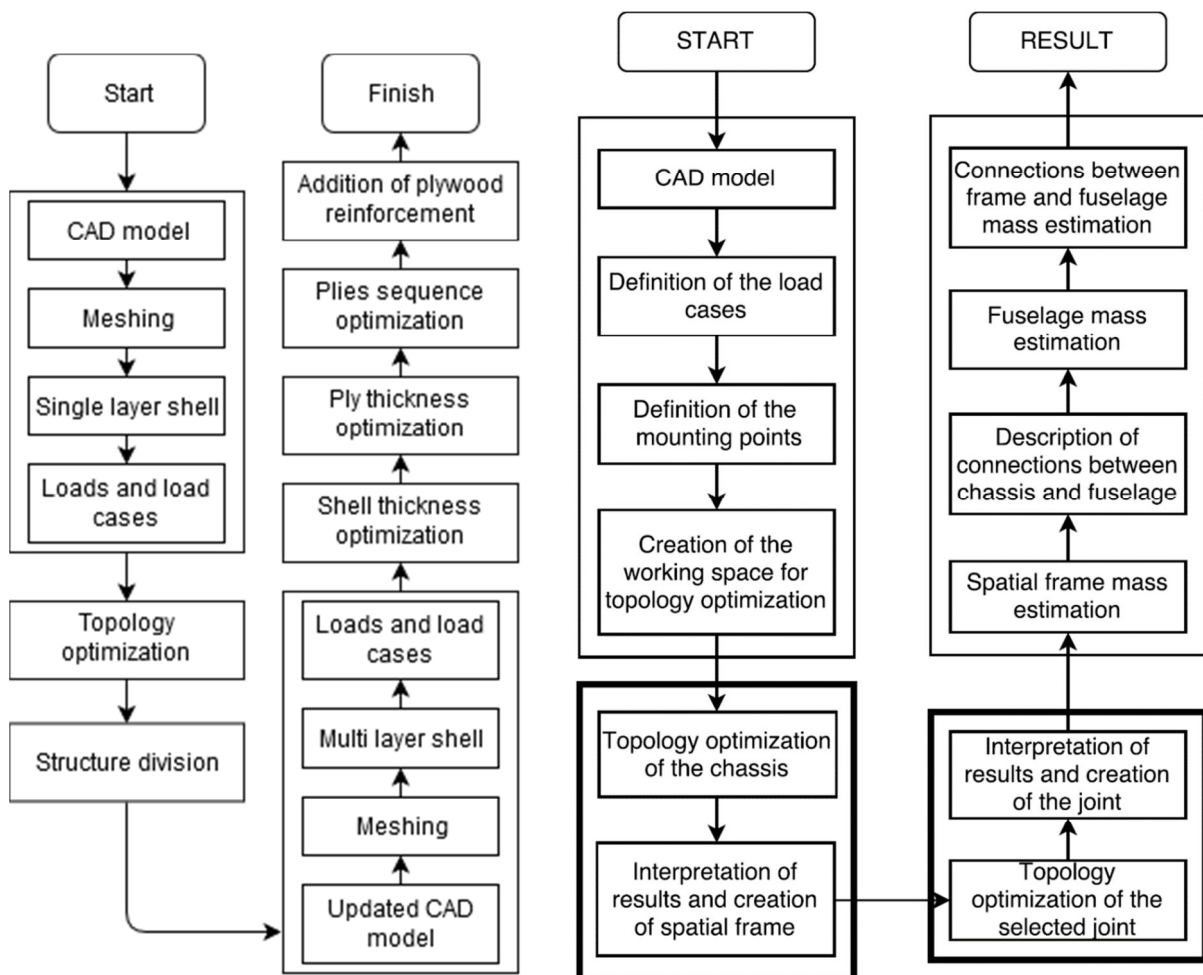 Start
CAD model
Meshing
Single layer shell
Loads and load
cases
Topology
optimization
Structure division
Finish
Addition of plywood
reinforcement
Plies sequence
optimization
Ply thickness
optimization
Shell thickness
optimization
Loads and load
cases
Multi layer shell
Meshing
Updated CAD
model
START
CAD model
Definition of the load
cases
Definition of the
mounting points
Creation of the
working space for
topology optimization
Topology optimization
of the chassis
Interpretation of
results and creation
of spatial frame
RESULT
Connections between
frame and fuselage
mass estimation
Fuselage mass
estimation
Description of
connections between
chassis and fuselage
Spatial frame mass
estimation
Interpretation of
results and creation
of the joint
Topology
optimization of the
selected joint